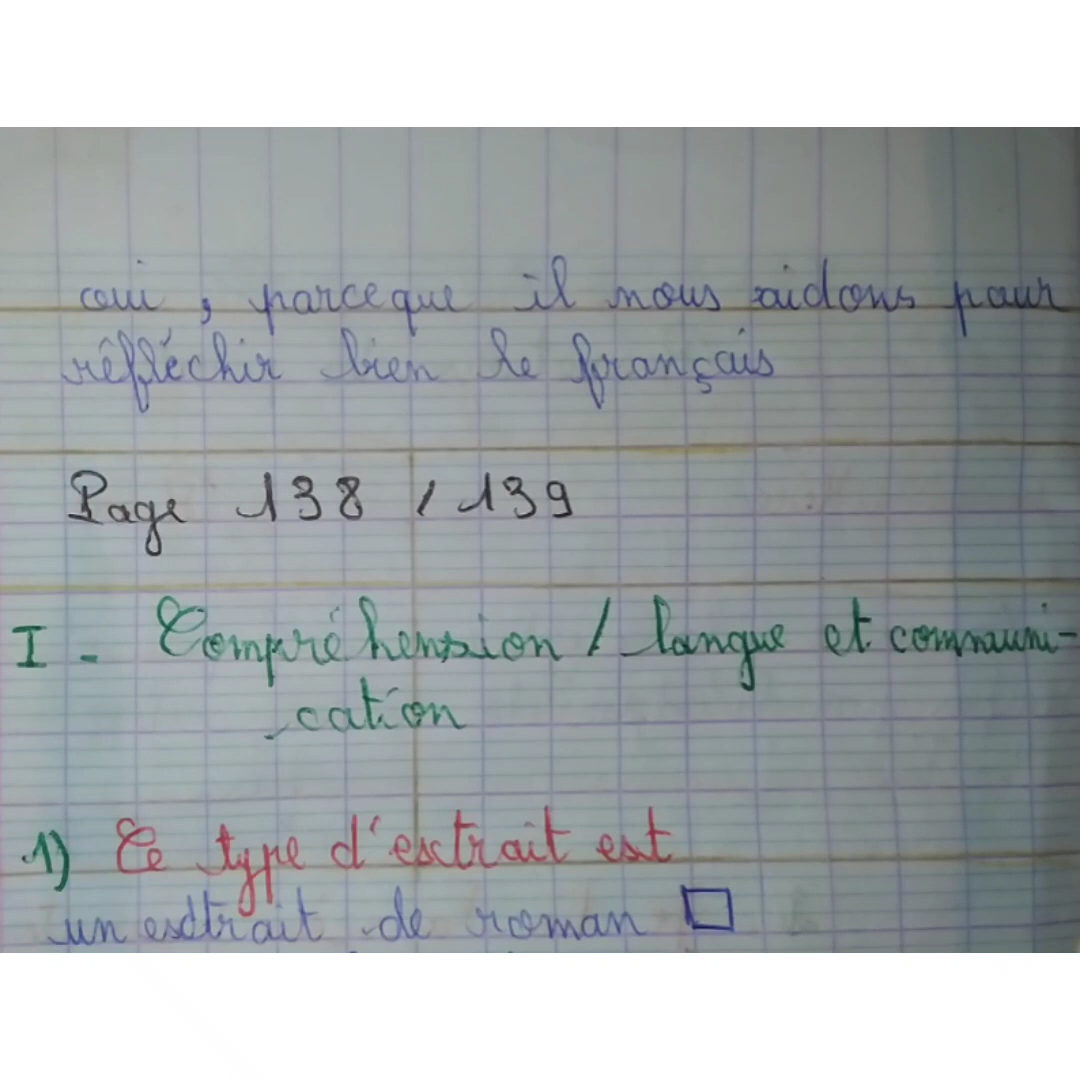 oui, parceque il nous aidons pour
réfléchir bien le français
Page 138 / 139
I - Compréhension / langue et communi-
cation
1) Ce type d'extrait est
un extrait de roman